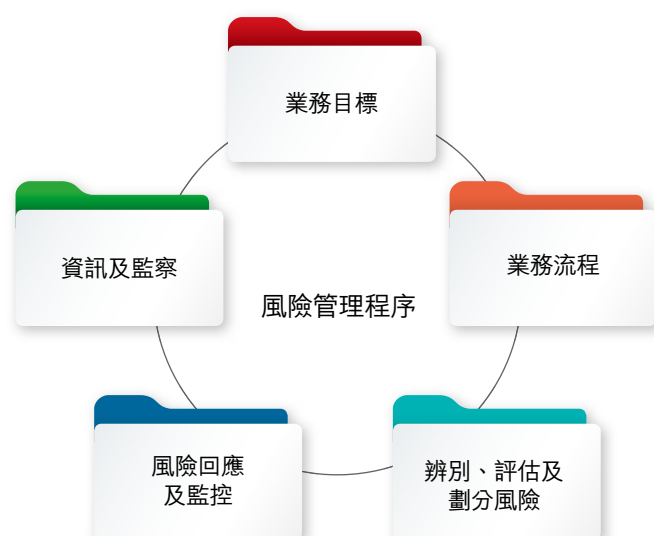 業務目標
資訊及監察
業務流程
風險管理程序
風險回應
及監控
辨別、評估及
劃分風險